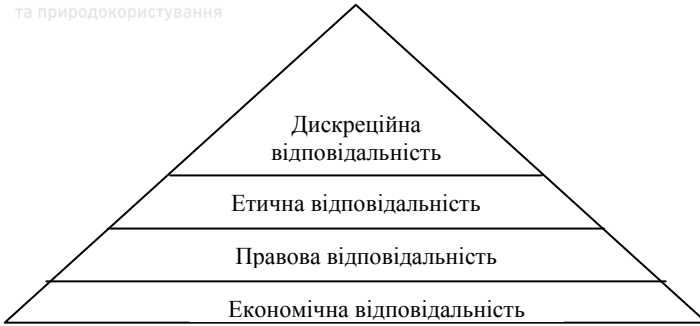 та природокористування
Дискреційна
відповідальність
Етична відповідальність
Правова відповідальність
Економічна відповідальність